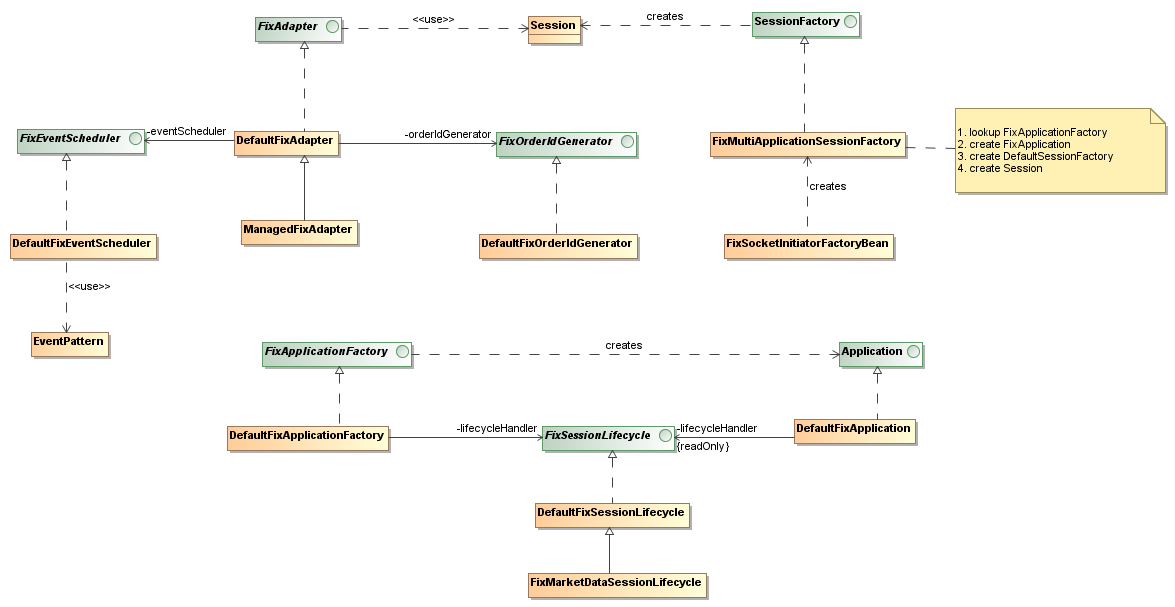 FixAdapter
<<use>>
Session
creates
SessionFactory
FixEventScheduler
-eventScheduler
DefaultFixAdapter
-orderIdGenerator
FixOrderIdGenerator
FixMultiApplicationSessionFactory
1. lookup FixApplicationFactory
2. create FixApplication
3. create DefaultSessionFactory
4. create Session
creates
DefaultFixEventScheduler
ManagedFixAdapter
DefaultFixOrderIdGenerator
FixSocketInitiatorFactoryBean
<<use>>
EventPattern
FixApplicationFactory
creates
Application
DefaultFixApplicationFactory
-lifecycleHandler
FixSessionLifecycle
-lifecycleHandler
{readOnly}
DefaultFixApplication
DefaultFixSessionLifecycle
FixMarketDataSessionLifecycle